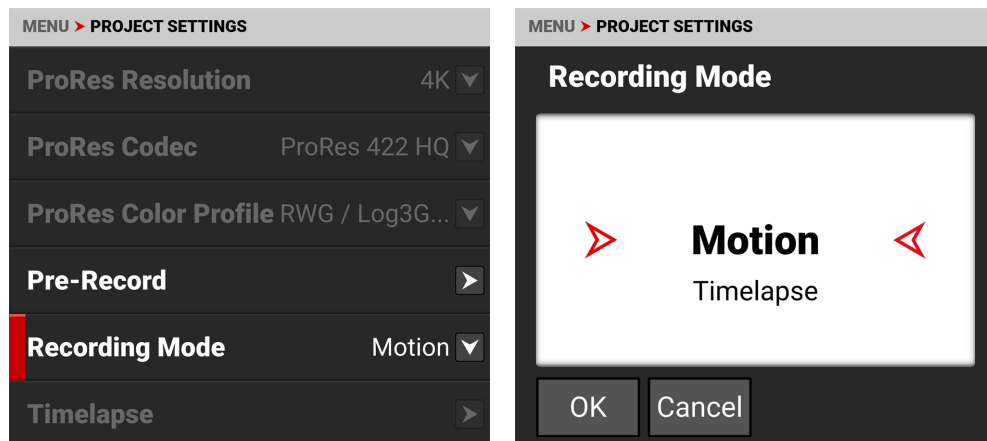 MENU ➤ PROJECT SETTINGS
ProRes Resolution 4K
ProRes Codec ProRes 422 HQ
ProRes Color Profile RWG / Log3G...
Pre-Record
Recording Mode Motion
Timelapse
MENU ➤ PROJECT SETTINGS
Recording Mode
Motion
Timelapse
OK Cancel